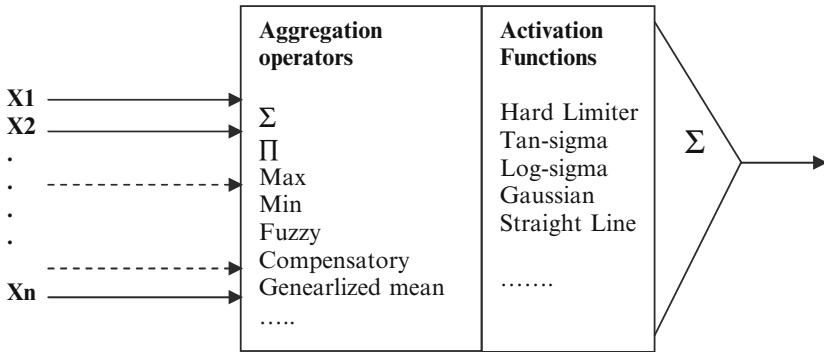 Aggregation
operators
Activation
Functions
X1
X2
.
.
.
.
Xn
Σ
Π
Max
Min
Fuzzy
Compensatory
Genearlized mean
…..
Hard Limiter
Tan-sigma
Log-sigma
Gaussian
Straight Line
…….
Σ